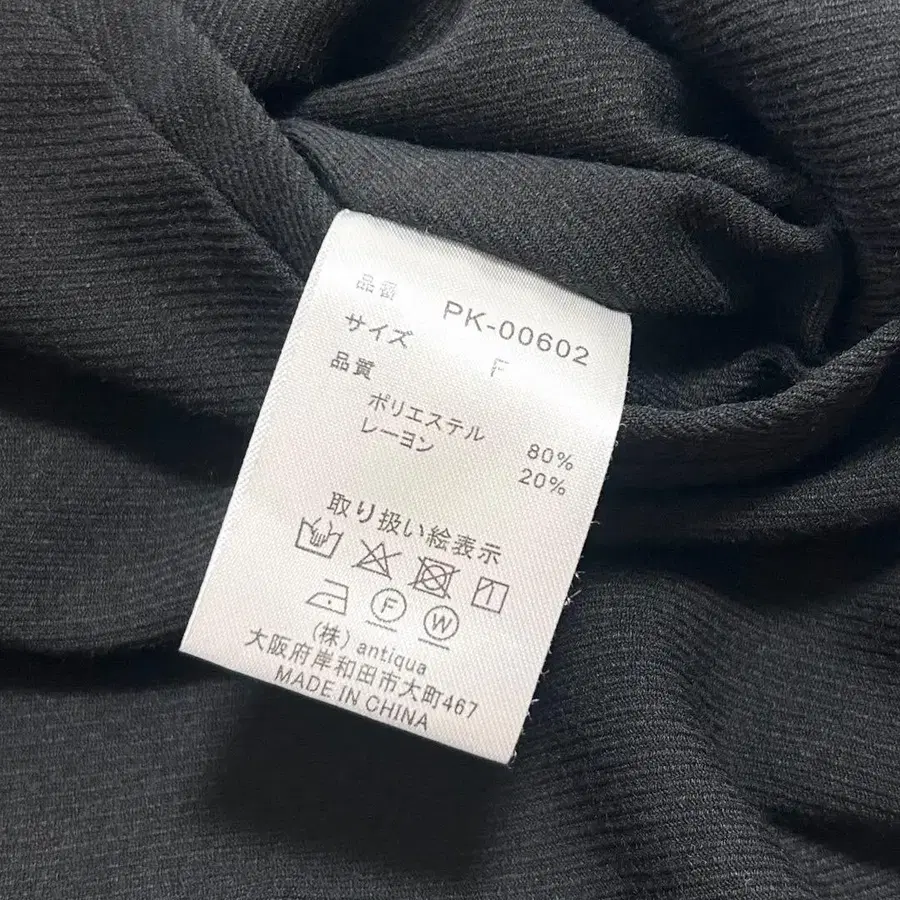 品番 PK-00602
サイズ F
品質
ポリエステル 80%
レーヨン 20%
取り扱い絵表示
F W
(株) antiqua
大阪府岸和田市大町467
MADE IN CHINA